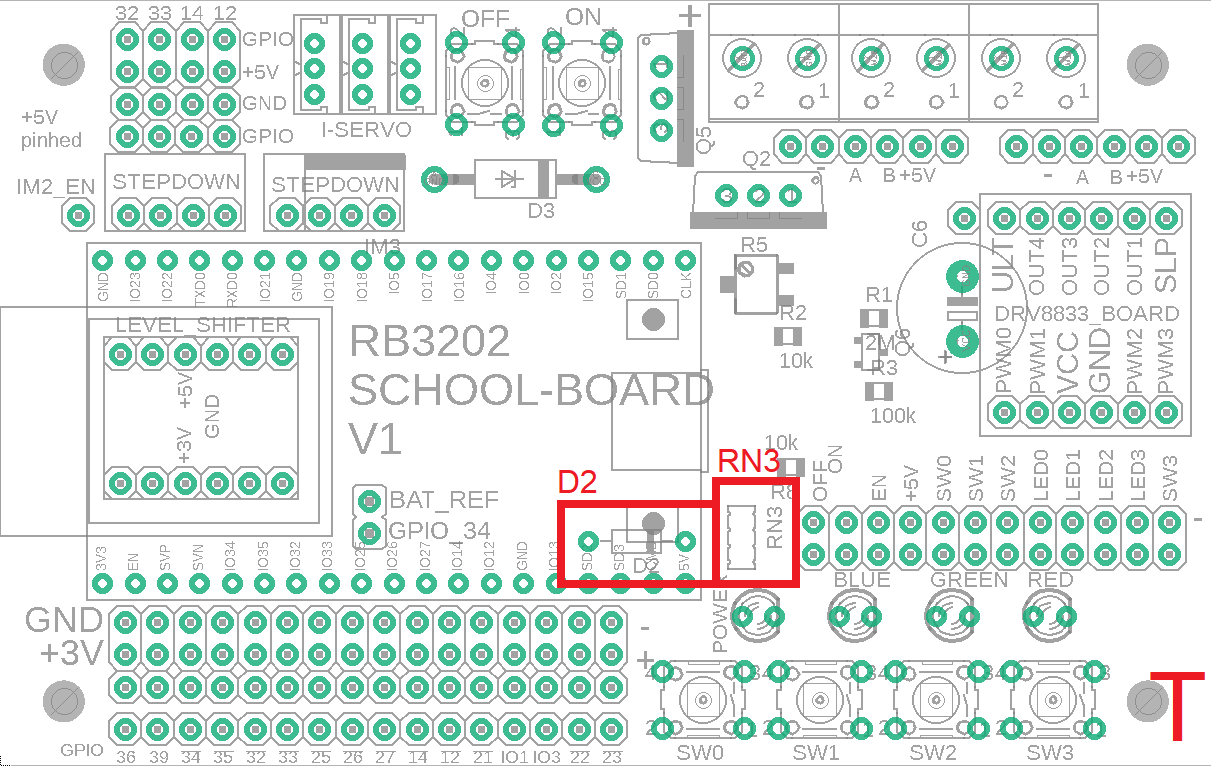 32 33 14 12
GPIO
+5V
GND
GPIO
+5V
pinhed
I-SERVO
OFF
ON
+
1
2
3
Q5
2 1 2 1 2 1
IM2_EN
STEPDOWN
STEPDOWN
IM3
D3
Q2
3 2 1
- A B +5V
- A B +5V
GND IO23 IO22 TXD0 RXD0 IO21 GND IO19 IO18 IO5 IO17 IO16 IO4 IO0 IO2 IO15 SD1 SD0 CLK
R5
R2
10k
R1
2M
Q6
R3
100k
C6
+
ULT OUT4 OUT3 OUT2 OUT1 SLP
DRV8833_BOARD
PWM0 PWM1 VCC GND PWM2 PWM3
LEVEL_SHIFTER
+5V
GND
+3V
RB3202
SCHOOL-BOARD
V1
BAT_REF
GPIO_34
D2
RN3
10k
R8
RN3
D2
OFF ON EN +5V SW0 SW1 SW2 LED0 LED1 LED2 LED3 SW3
-
3V3 EN SVP SVN IO34 IO35 IO32 IO33 IO25 IO26 IO27 IO14 IO12 GND IO13 SD2 SD3 5V
POWER
BLUE GREEN RED
GND
+3V
-
+
GPIO
36 39 34 35 32 33 25 26 27 14 12 21 IO1 IO3 22 23
SW0 SW1 SW2 SW3
T